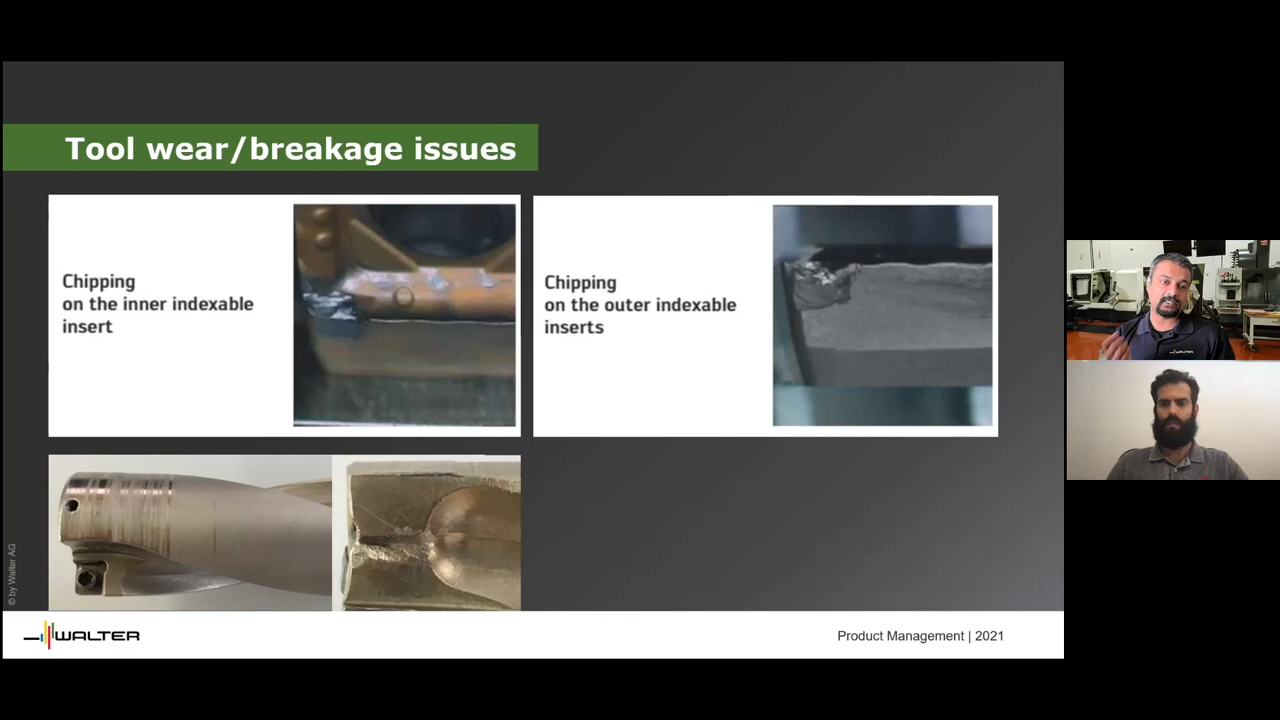 Tool wear/breakage issues
Chipping
on the inner indexable
insert
Chipping
on the outer indexable
inserts
© by Walter AG
WALTER
Product Management | 2021
WALTER